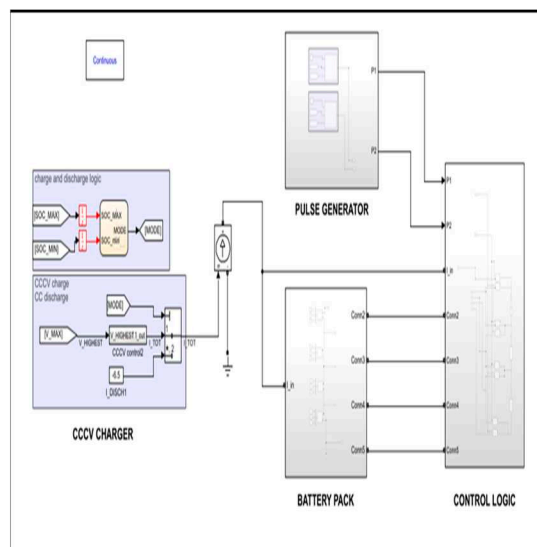 Continuous
P1
P2
PULSE GENERATOR
charge and discharge logic
[SOC_MAX]
SOC_MAX
MODE
[MODE]
[SOC_MIN]
SOC_min
P1
P2
I_in
CCCV charge
CC discharge
[MODE]
[V_MAX]
V_HIGHEST
V_HIGHEST I_out
I_TOT
I_TOT
CCCV control2
-6.5
I_DISCH1
CCCV CHARGER
I_in
Conn2
Conn2
Conn3
Conn3
Conn4
Conn4
Conn5
Conn5
BATTERY PACK
CONTROL LOGIC